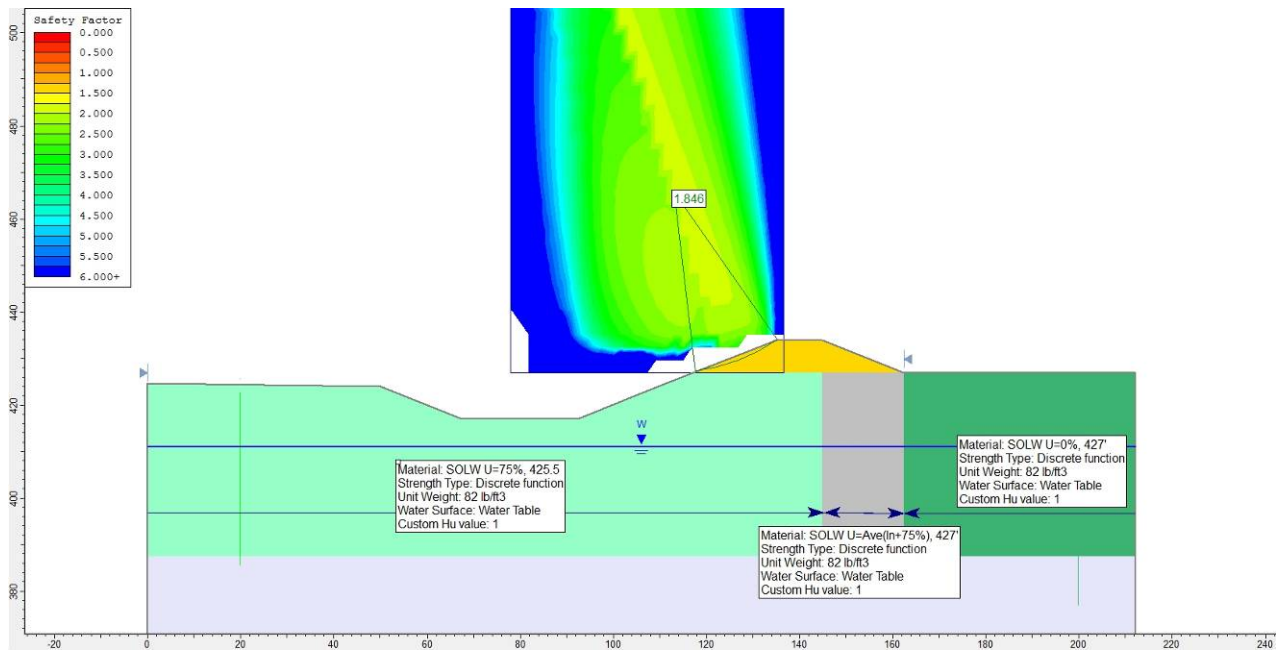 Safety Factor
0.000
0.500
1.000
1.500
2.000
2.500
3.000
3.500
4.000
4.500
5.000
5.500
6.000+
500
480
460
440
420
400
380
1.846
W
Material: SOLW U=75%, 425.5
Strength Type: Discrete function
Unit Weight: 82 lb/ft3
Water Surface: Water Table
Custom Hu value: 1
Material: SOLW U=0%, 427'
Strength Type: Discrete function
Unit Weight: 82 lb/ft3
Water Surface: Water Table
Custom Hu value: 1
Material: SOLW U=Ave(In+75%), 427'
Strength Type: Discrete function
Unit Weight: 82 lb/ft3
Water Surface: Water Table
Custom Hu value: 1
-20 0 20 40 60 80 100 120 140 160 180 200 220 240